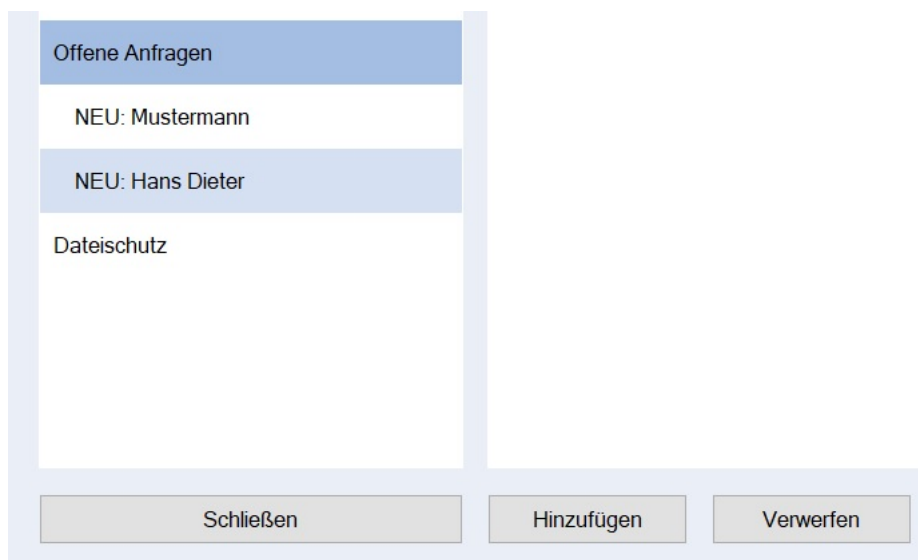 Offene Anfragen
NEU: Mustermann
NEU: Hans Dieter
Dateischutz
Schließen
Hinzufügen
Verwerfen